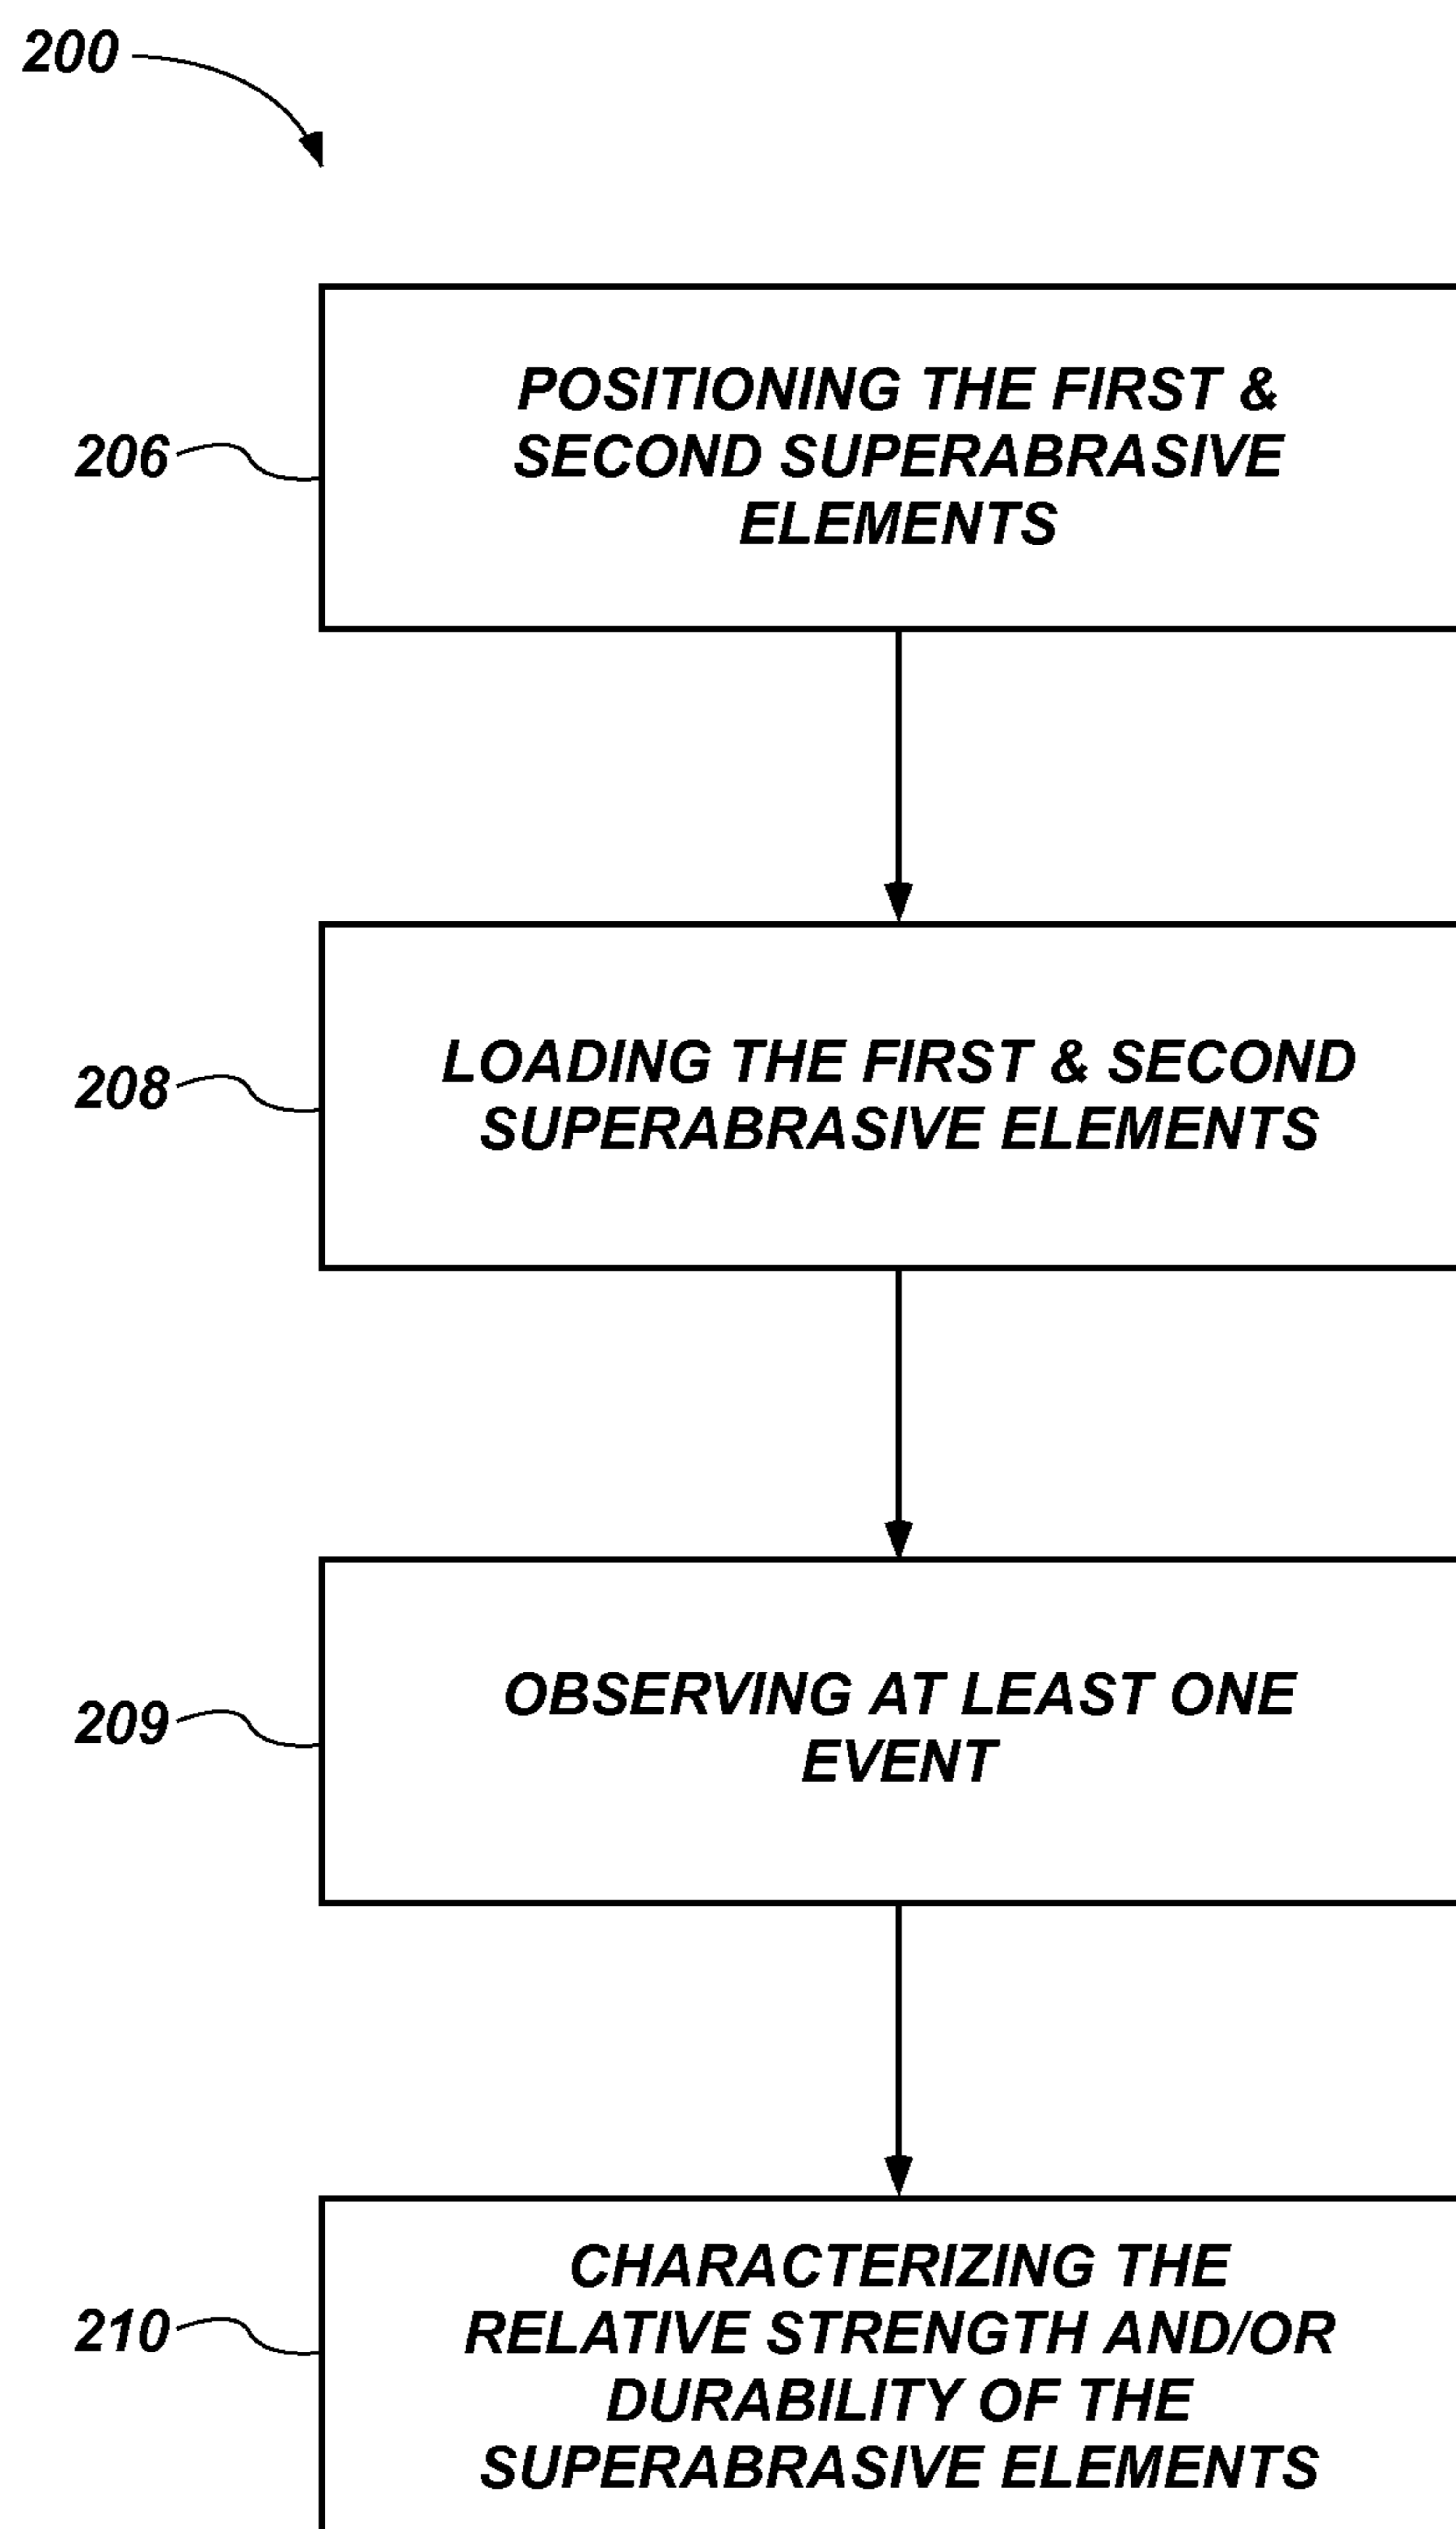 200
POSITIONING THE FIRST &
206
SECOND SUPERABRASIVE
ELEMENTS
LOADING THE FIRST & SECOND
208
SUPERABRASIVE ELEMENTS
OBSERVING AT LEAST ONE
209
EVENT
CHARACTERIZING THE
210
RELATIVE STRENGTH AND/OR
DURABILITY OF THE
SUPERABRASIVE ELEMENTS